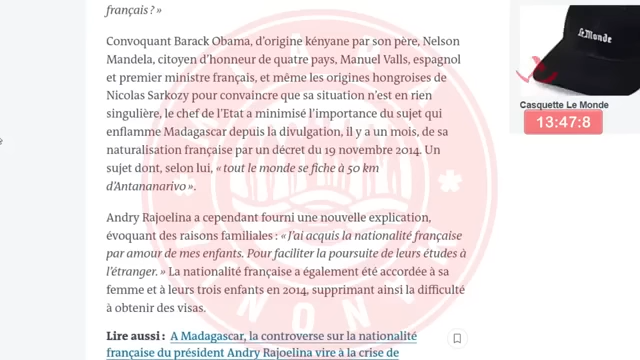 français ? »
Convoquant Barack Obama, d’origine kényane par son père, Nelson
Mandela, citoyen d’honneur de quatre pays, Manuel Valls, espagnol
et premier ministre français, et même les origines hongroises de
Nicolas Sarkozy pour convaincre que sa situation n’est en rien
singulière, le chef de l’Etat a minimisé l’importance du sujet qui
enflamme Madagascar depuis la divulgation, il y a un mois, de sa
naturalisation française par un décret du 19 novembre 2014. Un
sujet dont, selon lui, « tout le monde se fiche à 50 km
d’Antananarivo ».
Andry Rajoelina a cependant fourni une nouvelle explication,
évoquant des raisons familiales : « J’ai acquis la nationalité française
par amour de mes enfants. Pour faciliter la poursuite de leurs études à
l’étranger. » La nationalité française a également été accordée à sa
femme et à leurs trois enfants en 2014, supprimant ainsi la difficulté
à obtenir des visas.
Lire aussi : A Madagascar, la controverse sur la nationalité
française du président Andry Rajoelina vire à la crise de
Le Monde
Casquette Le Monde
13:47:8